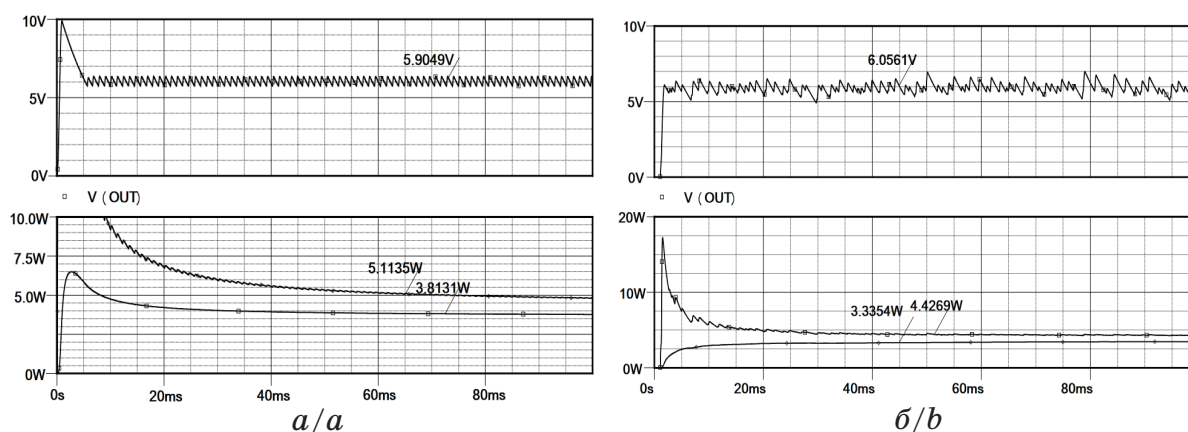 10V
5.9049V
5V
0V
V (OUT)
10.0W
7.5W
5.1135W
3.8131W
5.0W
0W
0s 20ms 40ms 60ms 80ms
а/a
10V
6.0561V
5V
0V
V (OUT)
20W
10W
3.3354W 4.4269W
0W
0s 20ms 40ms 60ms 80ms
б/b